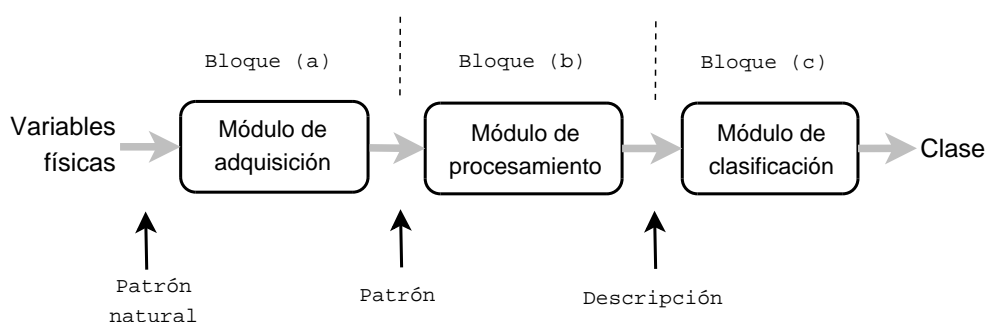 Bloque (a)
Bloque (b)
Bloque (c)
Variables
físicas
Módulo de
adquisición
Módulo de
procesamiento
Módulo de
clasificación
Clase
Patrón
natural
Patrón
Descripción